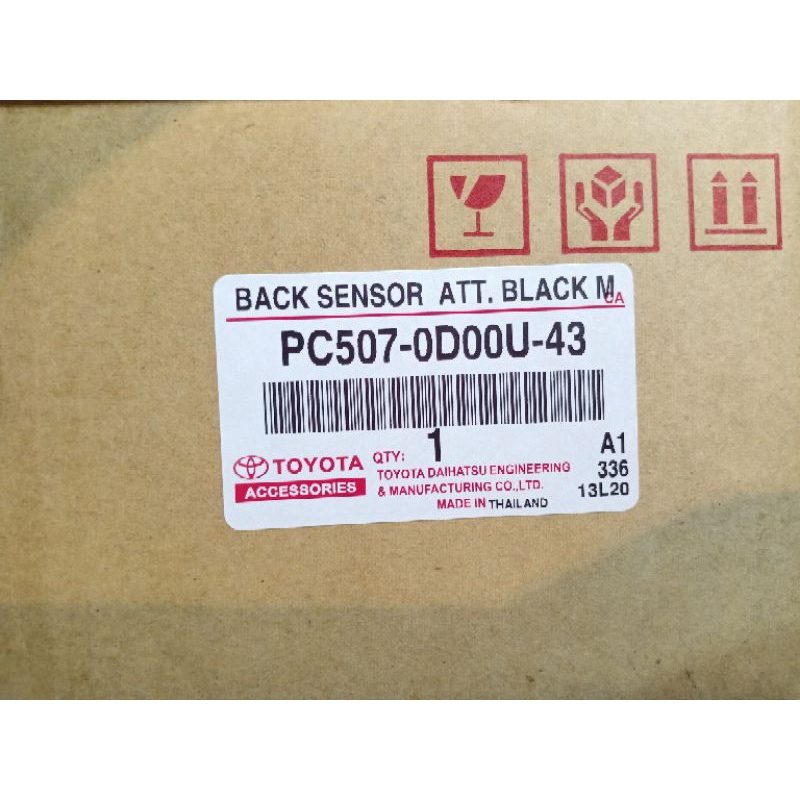 BACK SENSOR ATT. BLACK M
CA
PC507-0D00U-43
QTY: 1
A1
TOYOTA
ACCESSORIES
TOYOTA DAIHATSU ENGINEERING
& MANUFACTURING CO.,LTD.
MADE IN THAILAND
336
13L20